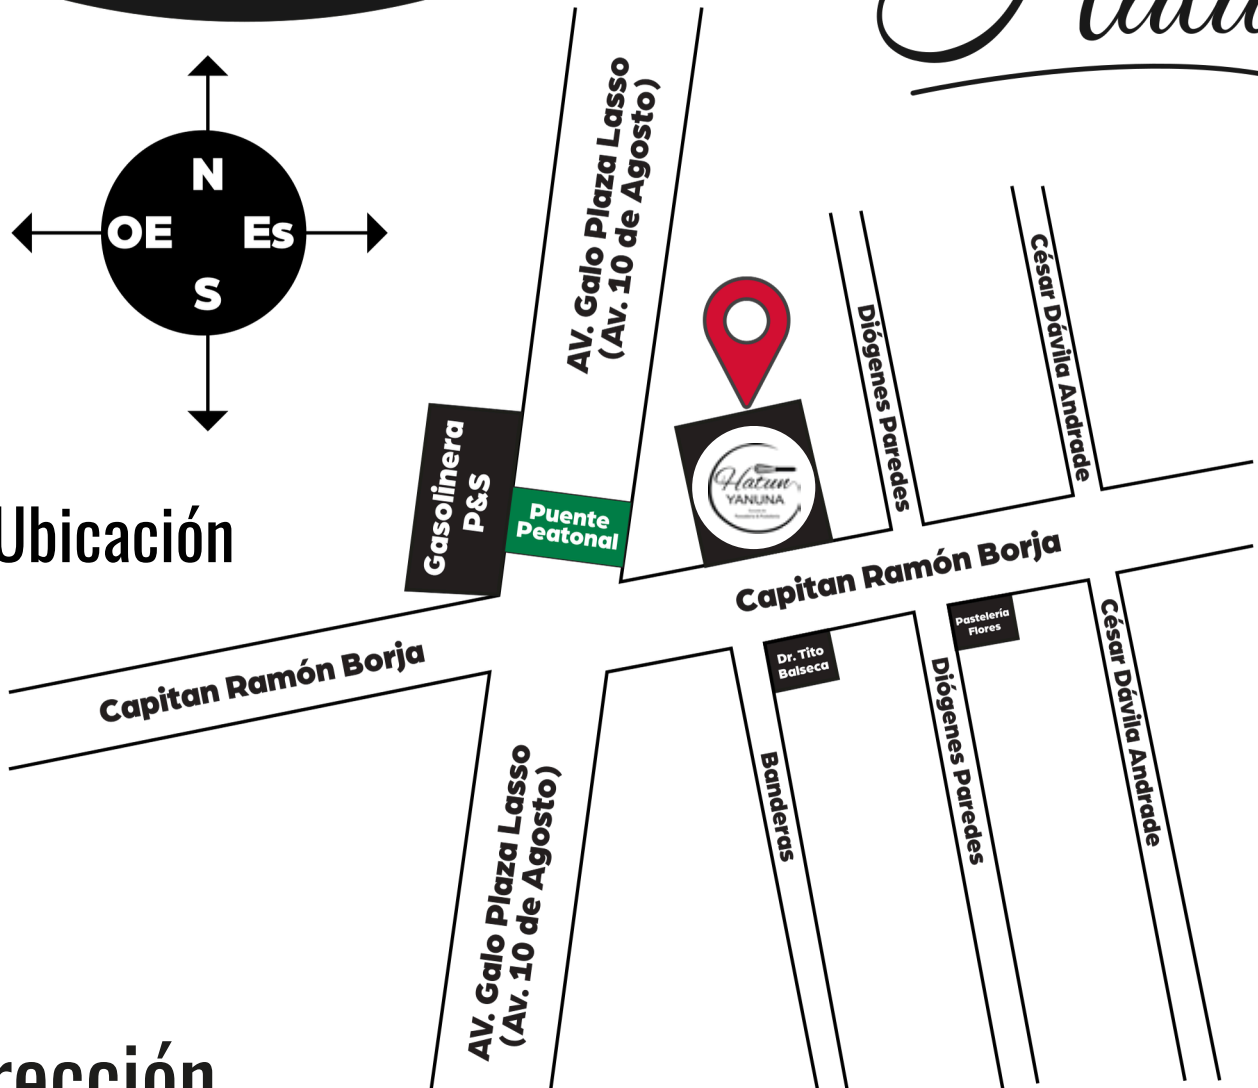 N
OE Es
S
AV. Galo Plaza Lasso
(Av. 10 de Agosto)
Diógenes Paredes
César Dávila Andrade
Gasolinera
P&S
Puente
Peatonal
Hatun
YANUNA
Ubicación
Capitan Ramón Borja
Capitan Ramón Borja
Pastelería
Flores
Dr. Tito
Balseca
Banderas
Diógenes Paredes
César Dávila Andrade
AV. Galo Plaza Lasso
(Av. 10 de Agosto)